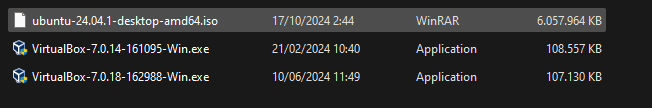 ubuntu-24.04.1-desktop-amd64.iso 17/10/2024 2:44 WinRAR 6.057.964 KB
VirtualBox-7.0.14-161095-Win.exe 21/02/2024 10:40 Application 108.557 KB
VirtualBox-7.0.18-162988-Win.exe 10/06/2024 11:49 Application 107.130 KB